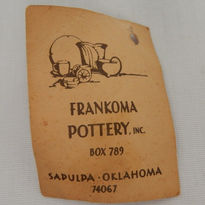 FRANKOMA
POTTERY, INC.
BOX 789
SAPULPA · OKLAHOMA
74067